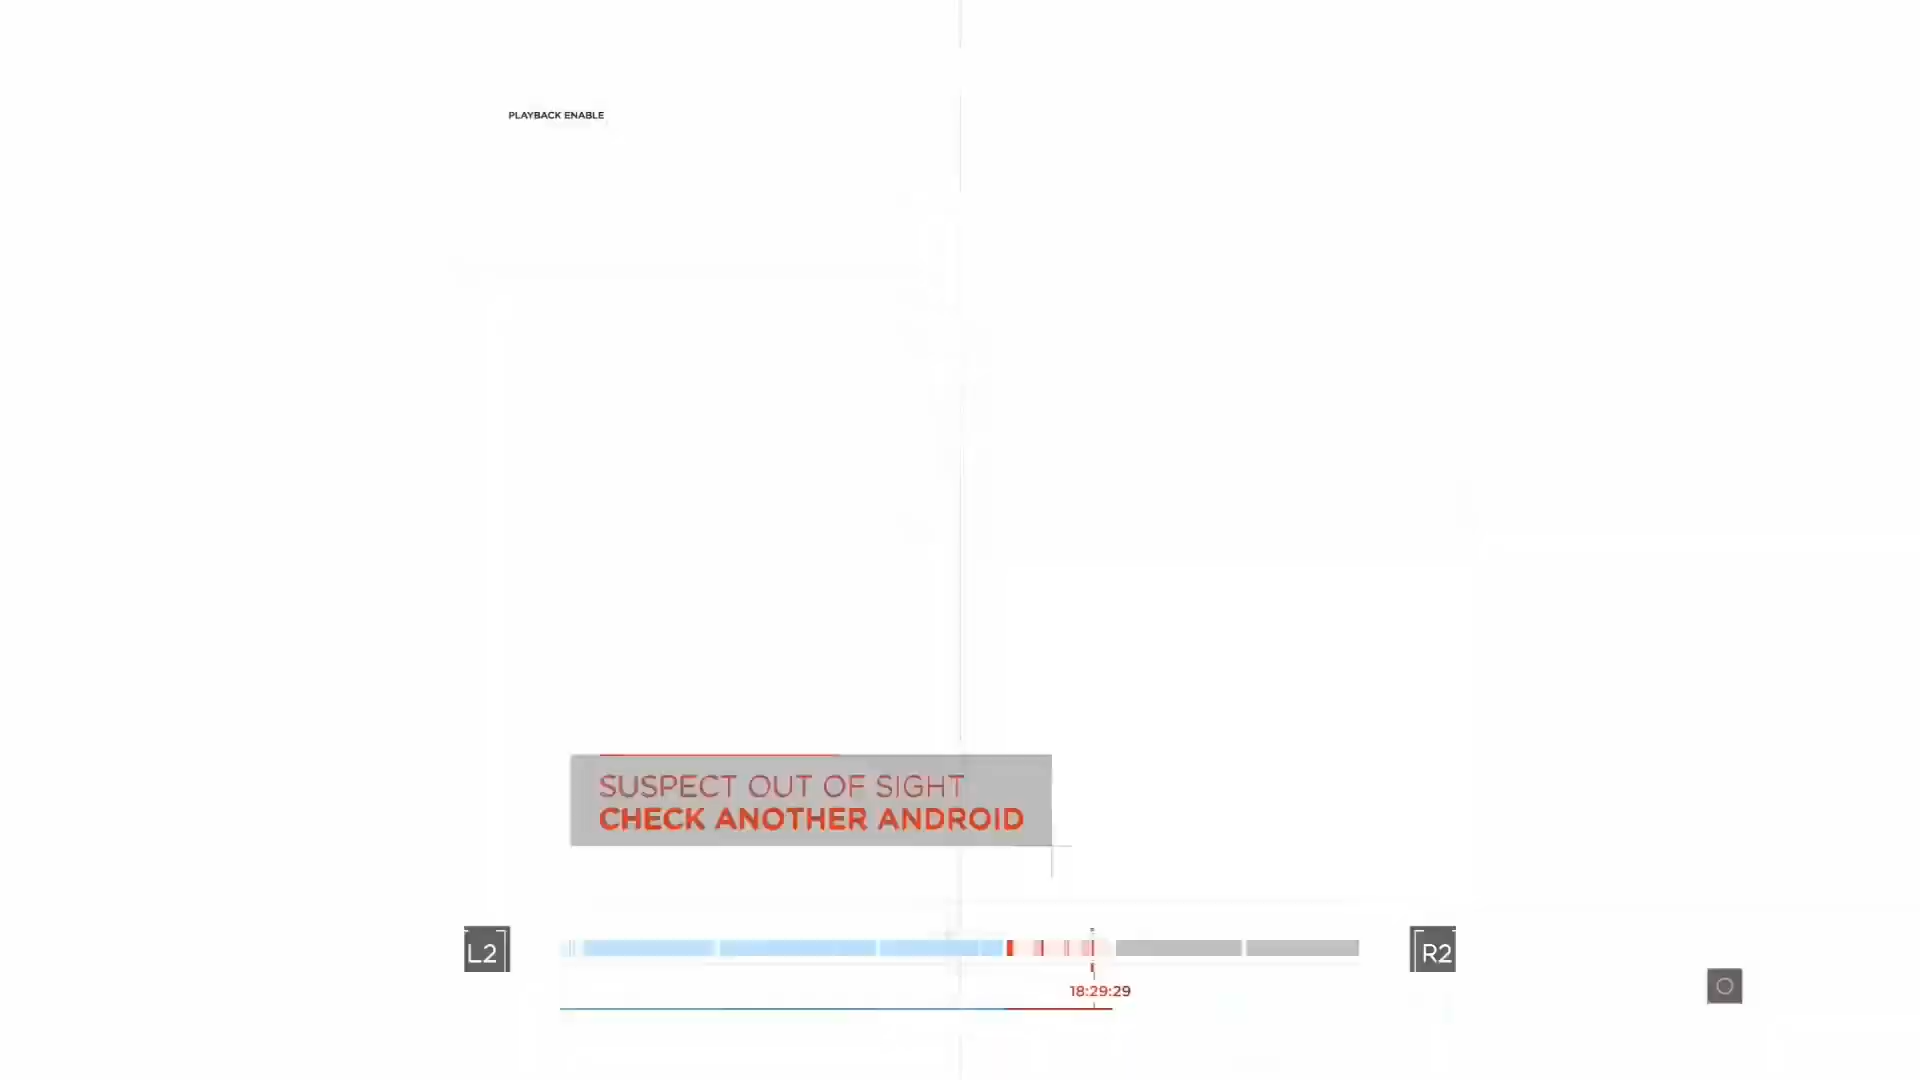 PLAYBACK ENABLE
SUSPECT OUT OF SIGHT
CHECK ANOTHER ANDROID
L2
R2
18:29:29